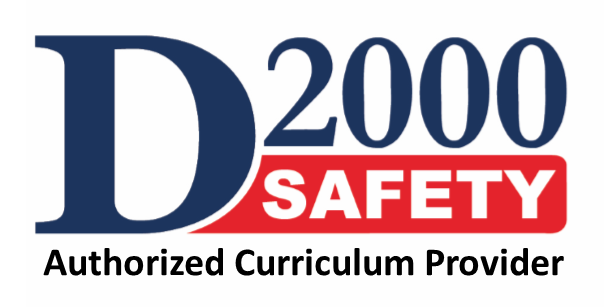 D2000
SAFETY
Authorized Curriculum Provider